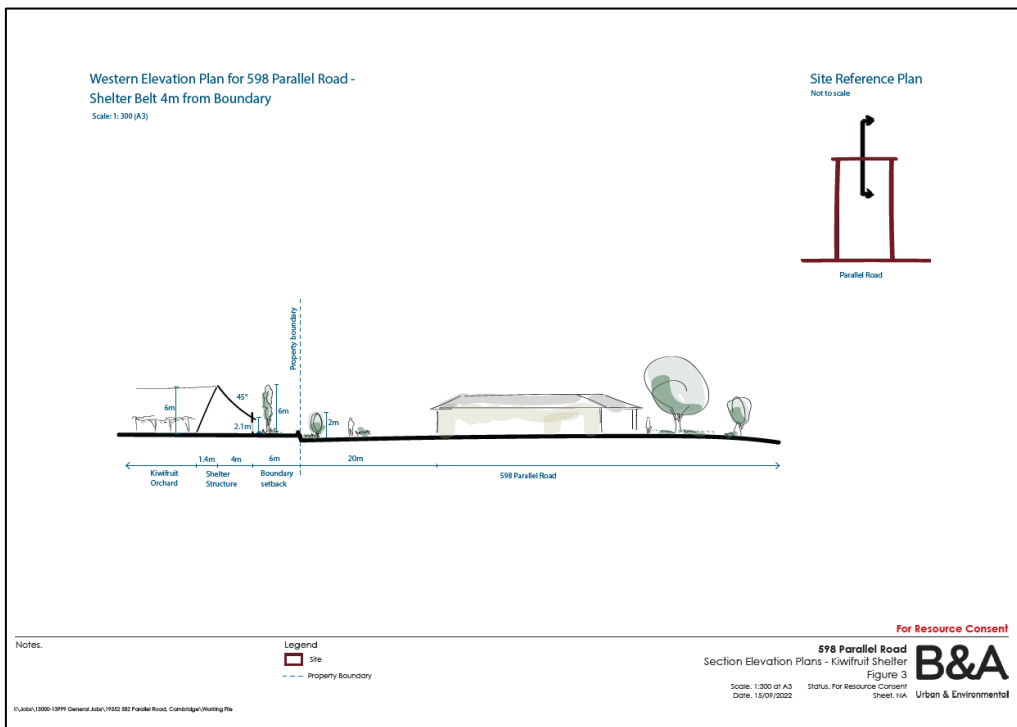 Western Elevation Plan for 598 Parallel Road -
Shelter Belt 4m from Boundary
Scale: 1: 300 (A3)
Site Reference Plan
Not to scale
Parallel Road
Property boundary
6m
45°
2.1m
6m
2m
1.4m
4m
6m
20m
Kiwifruit
Orchard
Shelter
Structure
Boundary
setback
598 Parallel Road
For Resource Consent
Notes.
Legend
Site
Property Boundary
598 Parallel Road
Section Elevation Plans - Kiwifruit Shelter
Figure 3
Scale. 1:300 at A3
Status. For Resource Consent
Date. 15/09/2022
Sheet. NA
B&A
Urban & Environmental